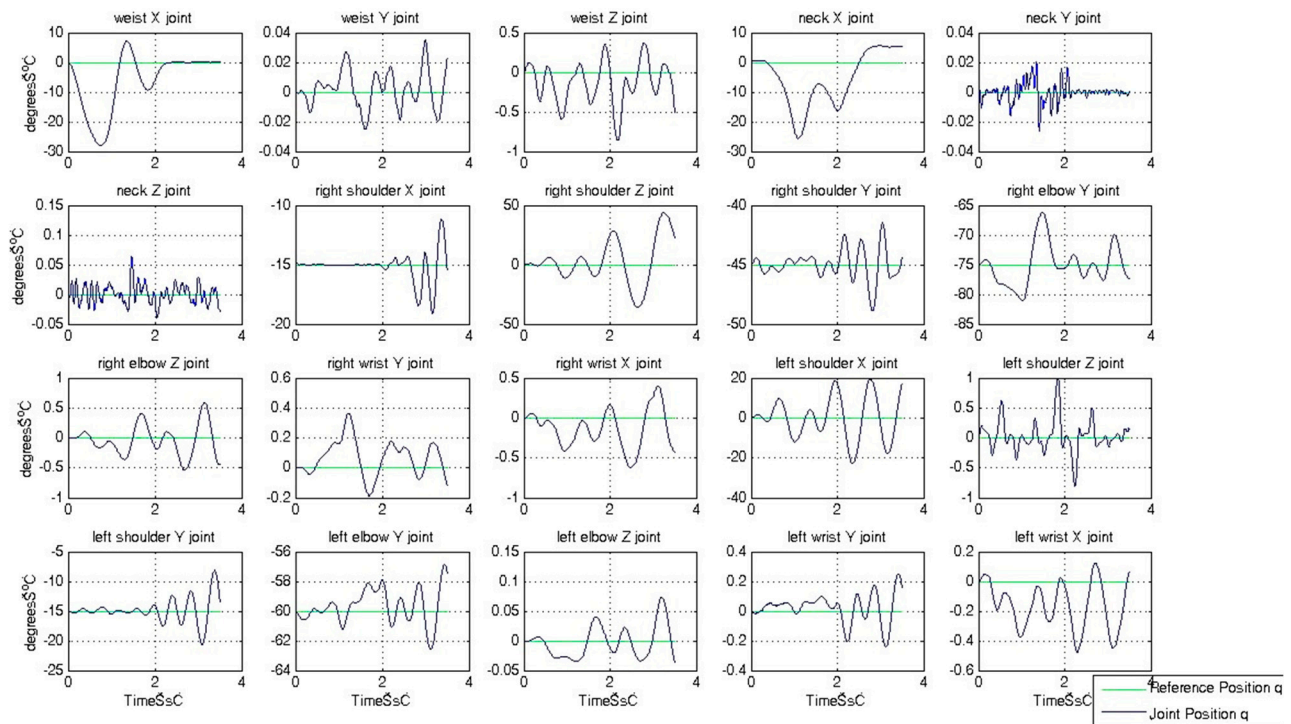 weist X joint
10
0
-10
-20
-30
degreesŠºC
0 2 4
weist Y joint
0.04
0.02
0
-0.02
-0.04
0 2 4
weist Z joint
0.5
0
-0.5
-1
0 2 4
neck X joint
10
0
-10
-20
-30
0 2 4
neck Y joint
0.04
0.02
0
-0.02
-0.04
0 2 4
neck Z joint
0.15
0.1
0.05
0
-0.05
degreesŠºC
0 2 4
right shoulder X joint
-10
-15
-20
0 2 4
right shoulder Z joint
50
0
-50
0 2 4
right shoulder Y joint
-40
-45
-50
0 2 4
right elbow Y joint
-65
-70
-75
-80
-85
0 2 4
right elbow Z joint
1
0.5
0
-0.5
-1
degreesŠºC
0 2 4
right wrist Y joint
0.6
0.4
0.2
0
-0.2
0 2 4
right wrist X joint
0.5
0
-0.5
-1
0 2 4
left shoulder X joint
20
0
-20
-40
0 2 4
left shoulder Z joint
1
0.5
0
-0.5
-1
0 2 4
left shoulder Y joint
-5
-10
-15
-20
-25
degreesŠºC
0 2 4
TimeŠsC
left elbow Y joint
-56
-58
-60
-62
-64
0 2 4
TimeŠsC
left elbow Z joint
0.15
0.1
0.05
0
-0.05
0 2 4
TimeŠsC
left wrist Y joint
0.4
0.2
0
-0.2
-0.4
0 2 4
TimeŠsC
left wrist X joint
0.2
0
-0.2
-0.4
-0.6
0 2 4
TimeŠsC
Reference Position q
Joint Position q